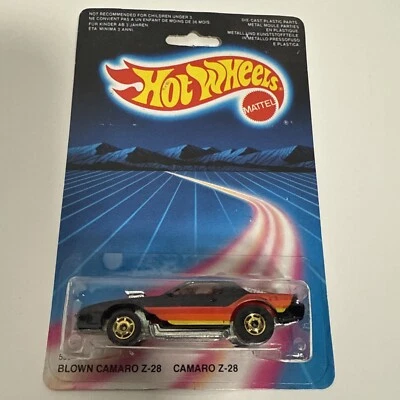 NOT RECOMMENDED FOR CHILDREN UNDER 3
NE CONVIENT PAS A UN ENFANT DE MOINS DE 36 MOIS
FÜR KINDER AB 3 JAHREN
ETA MINIMA 3 ANNI.
DIE-CAST, PLASTIC PARTS
METAL MOULE PARTIES
EN PLASTIQUE
METALL UND KUNSTSTOFFTEILE
IN METALLO PRESSOFUSO
E PLASTICA
HOT WHEELS
MATTEL
BLOWN CAMARO Z-28 CAMARO Z-28